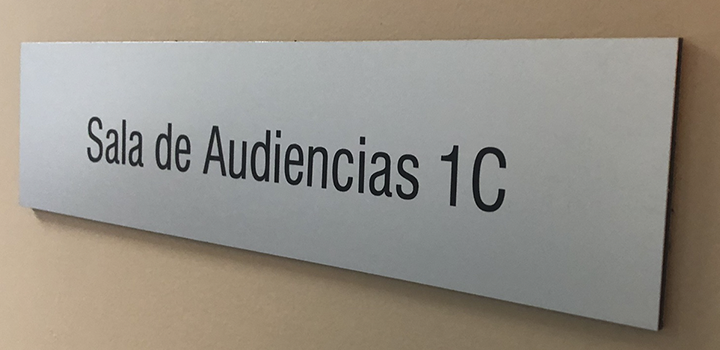 Sala de Audiencias 1C